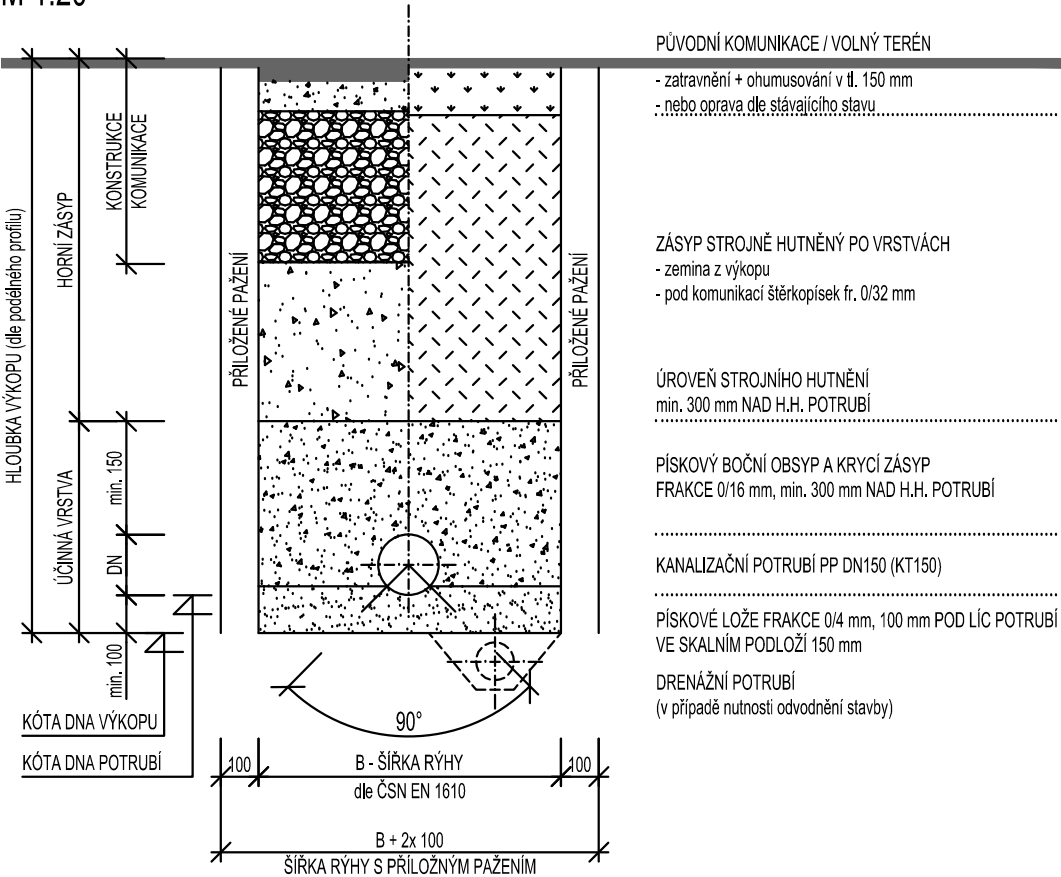 M 1:20
PŮVODNÍ KOMUNIKACE / VOLNÝ TERÉN
- zatravnění + ohumusování v tl. 150 mm
- nebo oprava dle stávajícího stavu
ZÁSYP STROJNĚ HUTNĚNÝ PO VRSTVÁCH
- zemina z výkopu
- pod komunikací štěrkopísek fr. 0/32 mm
ÚROVEŇ STROJNÍHO HUTNĚNÍ
min. 300 mm NAD H.H. POTRUBÍ
PÍSKOVÝ BOČNÍ OBSYP A KRYCÍ ZÁSYP
FRAKCE 0/16 mm, min. 300 mm NAD H.H. POTRUBÍ
KANALIZAČNÍ POTRUBÍ PP DN150 (KT150)
PÍSKOVÉ LOŽE FRAKCE 0/4 mm, 100 mm POD LÍC POTRUBÍ
VE SKALNÍM PODLOŽÍ 150 mm
DRENÁŽNÍ POTRUBÍ
(v případě nutnosti odvodnění stavby)
HLOUBKA VÝKOPU (dle podélného profilu)
HORNÍ ZÁSYP
KONSTRUKCE
KOMUNIKACE
ÚČINNÁ VRSTVA
min. 150
DN
min. 100
PŘILOŽENÉ PAŽENÍ
PŘILOŽENÉ PAŽENÍ
KÓTA DNA VÝKOPU
KÓTA DNA POTRUBÍ
90°
100
B - ŠÍŘKA RÝHY
100
dle ČSN EN 1610
B + 2x 100
ŠÍŘKA RÝHY S PŘÍLOŽNÝM PAŽENÍM